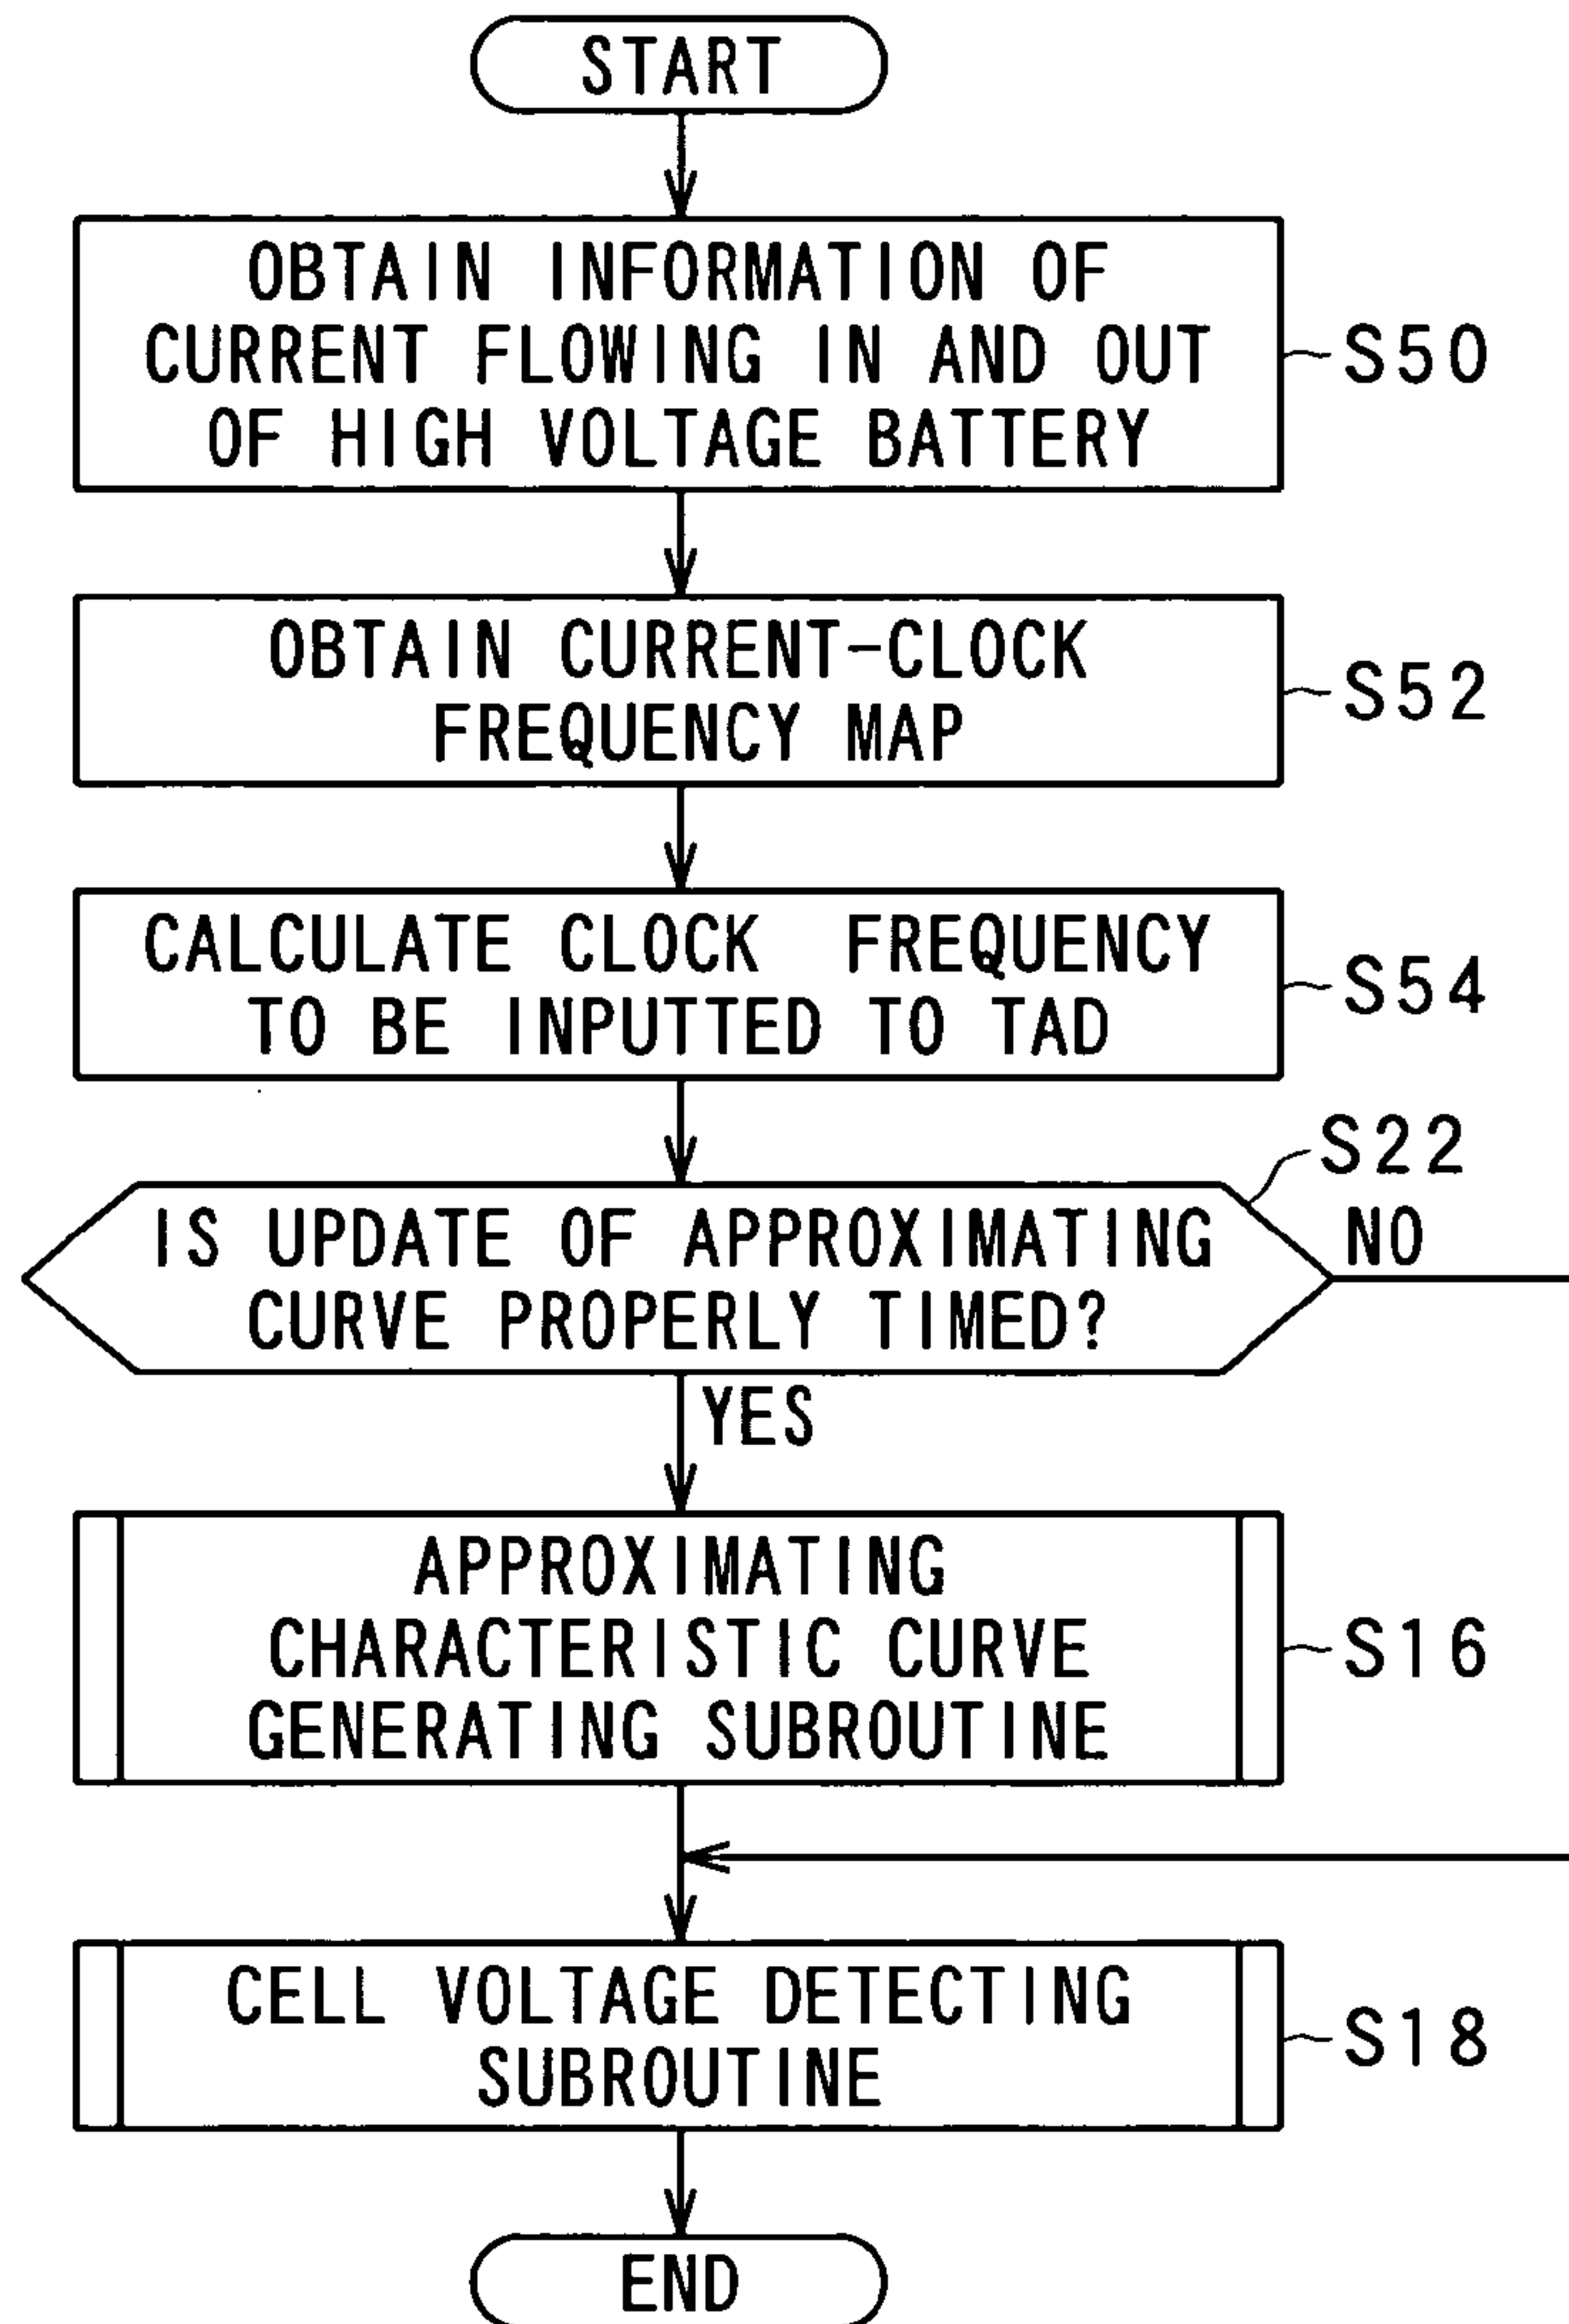 START
OBTAIN INFORMATION OF
CURRENT FLOWING IN AND OUT
OF HIGH VOLTAGE BATTERY
S50
OBTAIN CURRENT-CLOCK
FREQUENCY MAP
S52
CALCULATE CLOCK FREQUENCY
TO BE INPUTTED TO TAD
S54
S22
IS UPDATE OF APPROXIMATING
CURVE PROPERLY TIMED?
NO
YES
APPROXIMATING
CHARACTERISTIC CURVE
GENERATING SUBROUTINE
S16
CELL VOLTAGE DETECTING
SUBROUTINE
S18
END